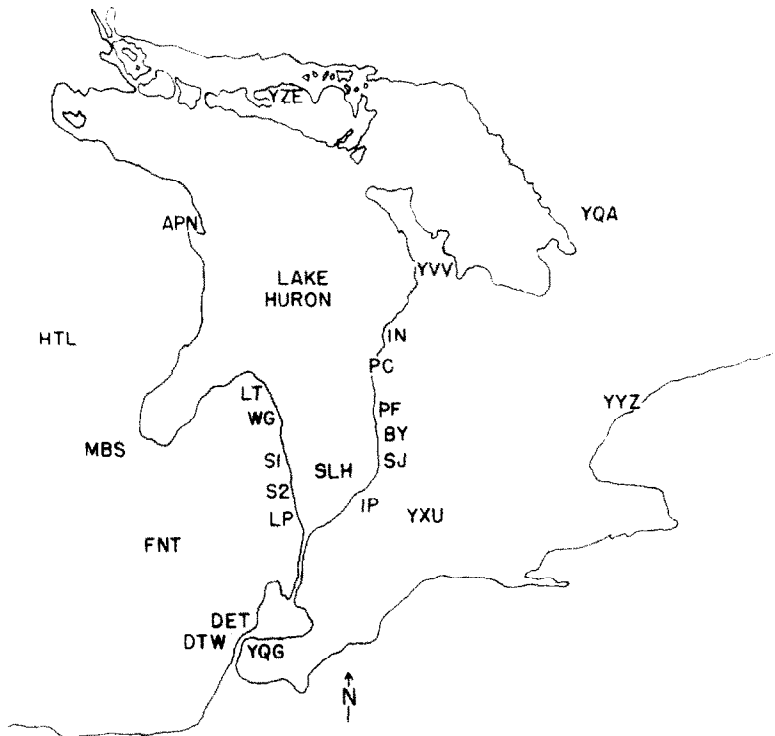 YZE
YQA
APN
YVV
LAKE
HURON
HTL
IN
PC
LT
WG
PF
YYZ
BY
MBS
S1
SLH
SJ
S2
IP
LP
YXU
FNT
DET
DTW
YQG
N